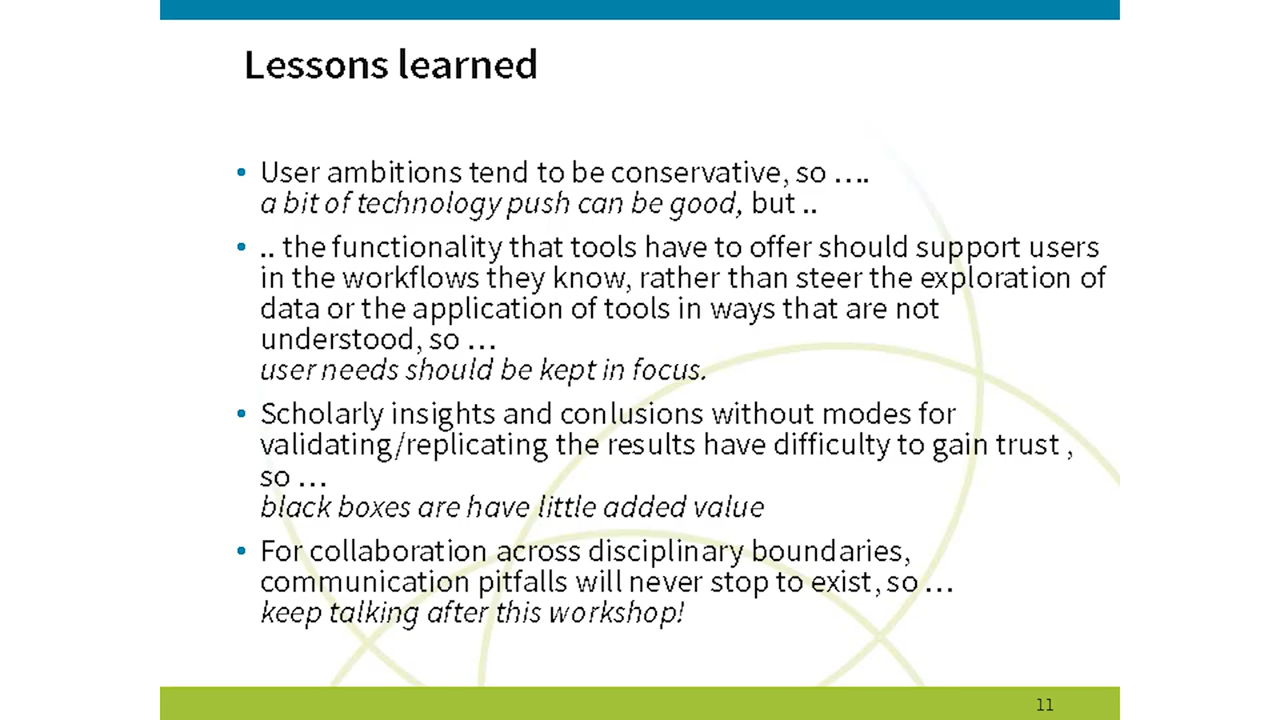 Lessons learned
• User ambitions tend to be conservative, so ….
a bit of technology push can be good, but ..
• .. the functionality that tools have to offer should support users
in the workflows they know, rather than steer the exploration of
data or the application of tools in ways that are not
understood, so …
user needs should be kept in focus.
• Scholarly insights and conlusions without modes for
validating/replicating the results have difficulty to gain trust ,
so …
black boxes are have little added value
• For collaboration across disciplinary boundaries,
communication pitfalls will never stop to exist, so …
keep talking after this workshop!
11